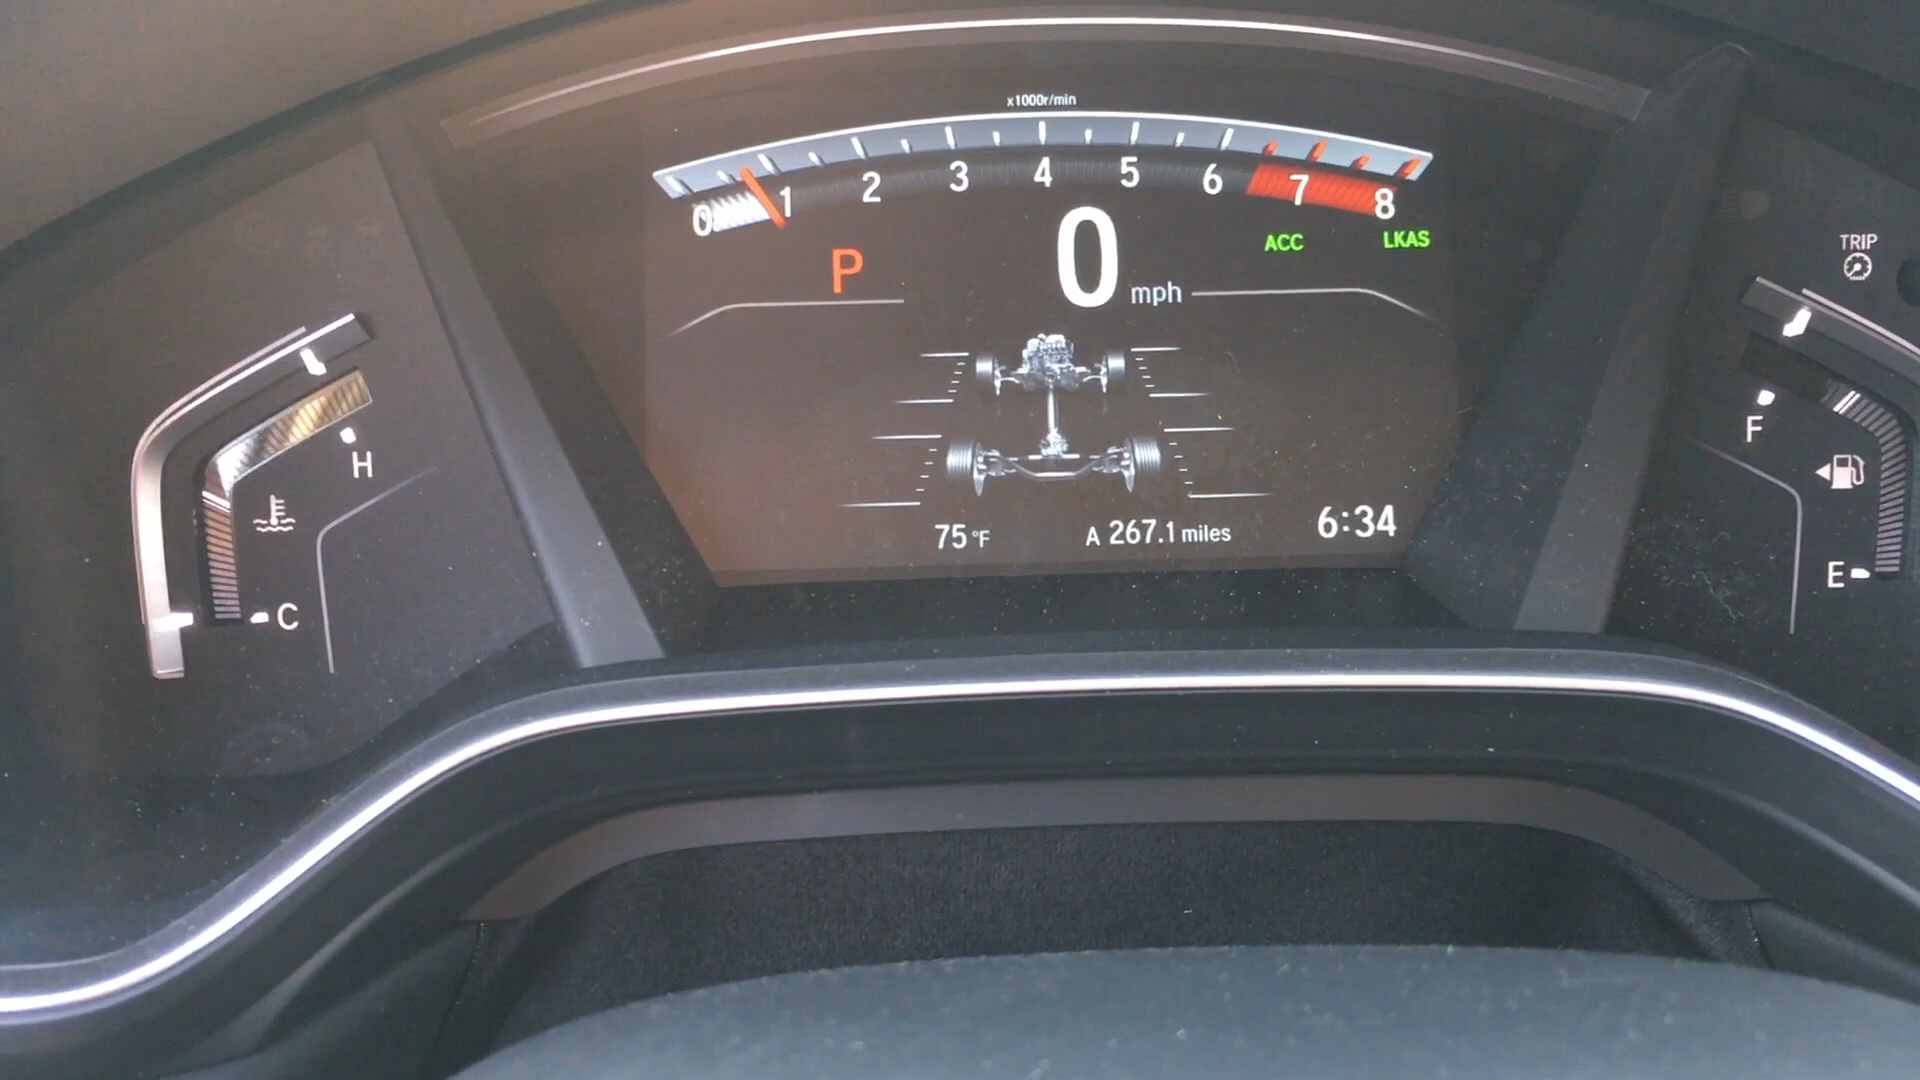 x1000r/min
0 1 2 3 4 5 6 7 8
P
0 mph
ACC LKAS
TRIP
H
C
F
E
75°F
A 267.1 miles
6:34